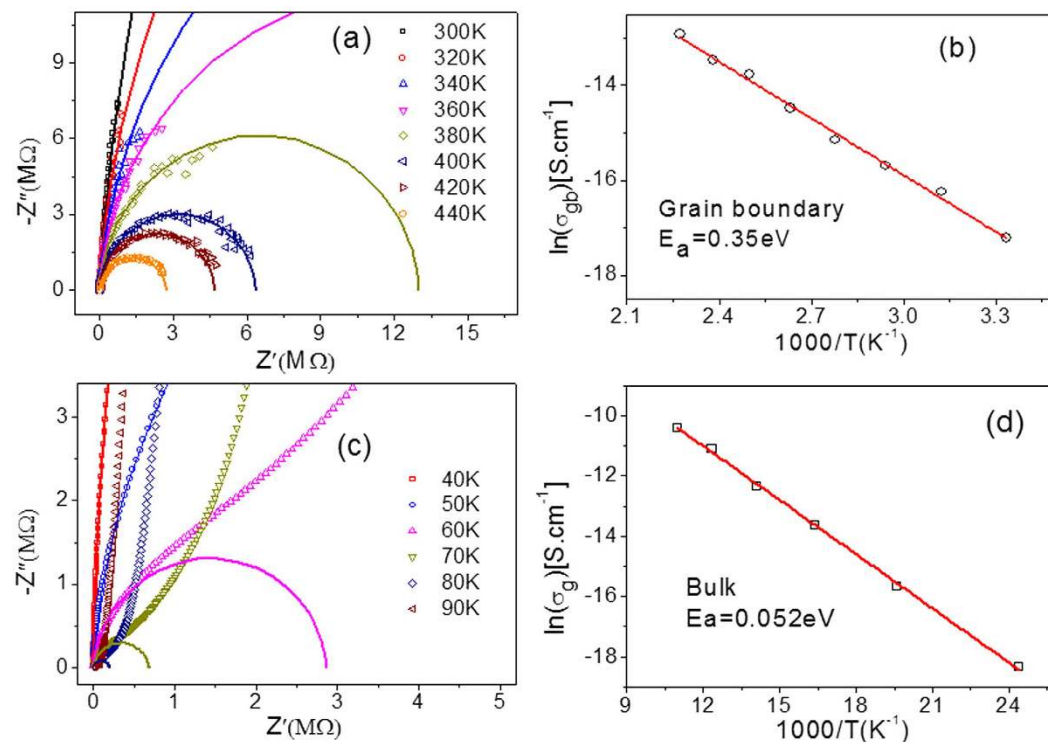 (a)
300K
320K
340K
360K
380K
400K
420K
440K
9
6
3
0
-Z″(MΩ)
0 3 6 9 12 15
Z′(MΩ)
(b)
-14
-16
-18
ln(σgb)[S.cm-1]
Grain boundary
Ea=0.35eV
2.1 2.4 2.7 3.0 3.3
1000/T(K-1)
(c)
40K
50K
60K
70K
80K
90K
3
2
1
0
-Z″(MΩ)
0 1 2 3 4 5
Z′(MΩ)
(d)
-10
-12
-14
-16
-18
ln(σg)[S.cm-1]
Bulk
Ea=0.052eV
9 12 15 18 21 24
1000/T(K-1)